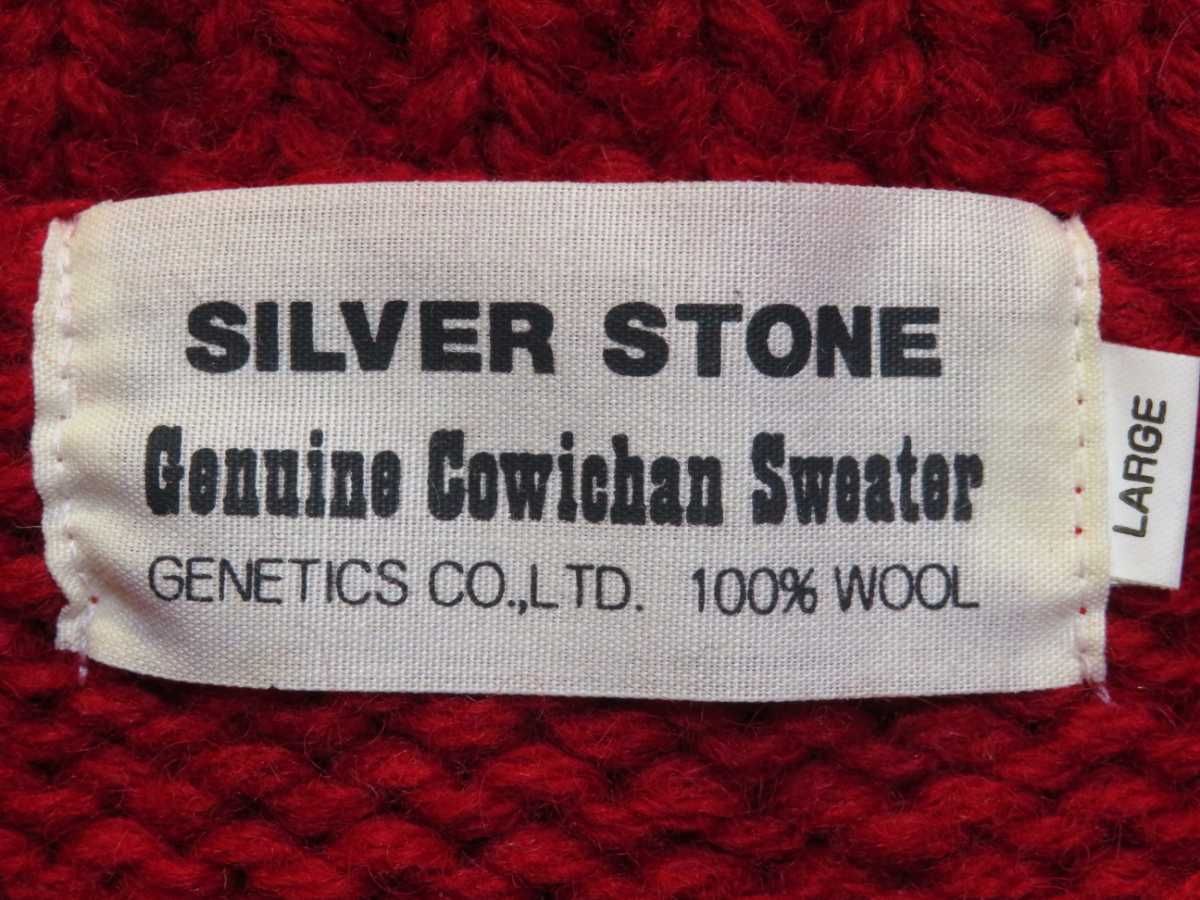 SILVER STONE
Genuine Cowichan Sweater
GENETICS CO.,LTD. 100% WOOL
LARGE